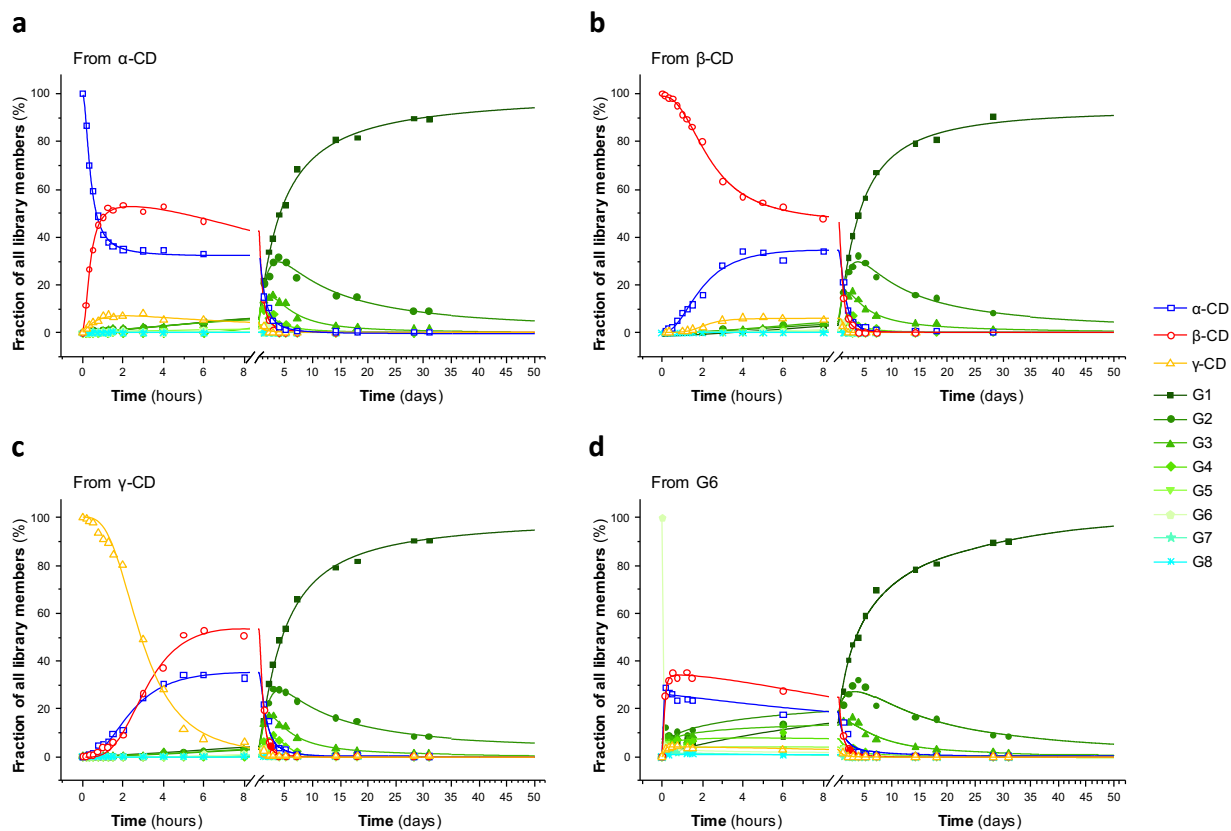 a
From α-CD
Fraction of all library members (%)
100
80
60
40
20
0
0 2 4 6 8 5 10 15 20 25 30 35 40 45 50
Time (hours) Time (days)
b
From β-CD
Fraction of all library members (%)
100
80
60
40
20
0
0 2 4 6 8 5 10 15 20 25 30 35 40 45 50
Time (hours) Time (days)
α-CD
β-CD
γ-CD
G1
G2
G3
G4
G5
G6
G7
G8
c
From γ-CD
Fraction of all library members (%)
100
80
60
40
20
0
0 2 4 6 8 5 10 15 20 25 30 35 40 45 50
Time (hours) Time (days)
d
From G6
Fraction of all library members (%)
100
80
60
40
20
0
0 2 4 6 8 5 10 15 20 25 30 35 40 45 50
Time (hours) Time (days)